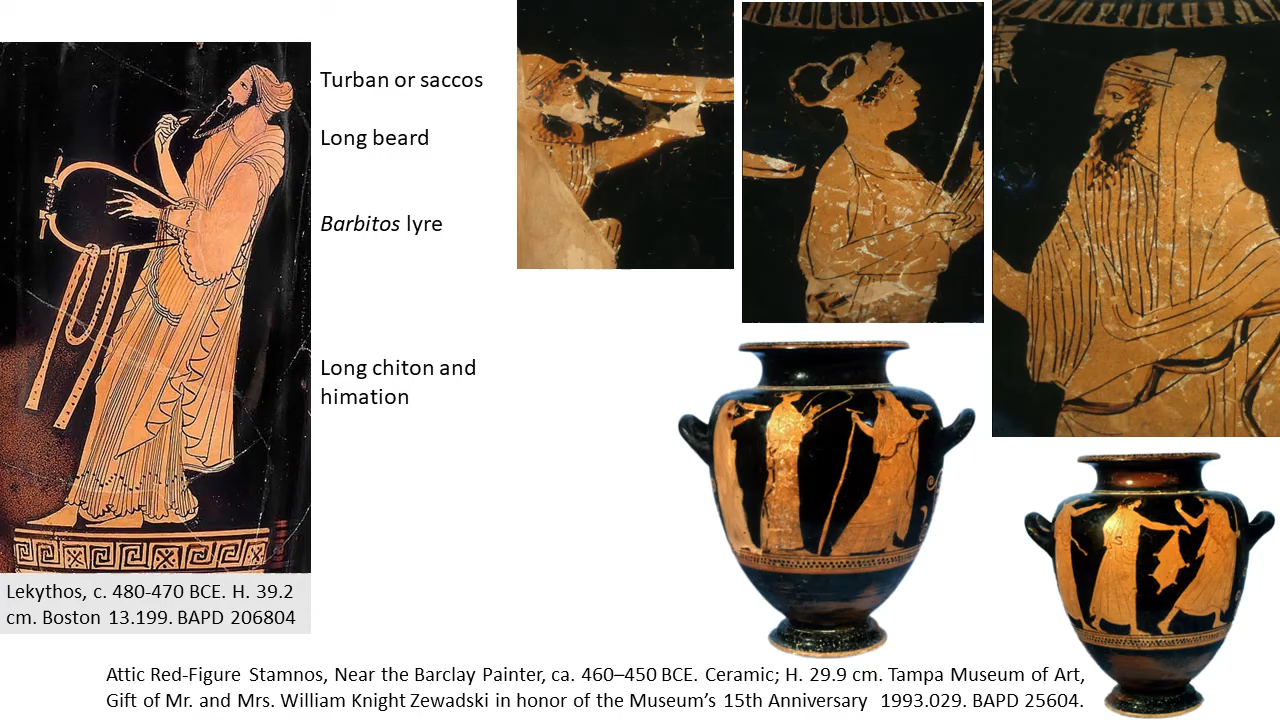 Turban or saccos
Long beard
Barbitos lyre
Long chiton and
himation
Lekythos, c. 480-470 BCE. H. 39.2
cm. Boston 13.199. BAPD 206804
Attic Red-Figure Stamnos, Near the Barclay Painter, ca. 460–450 BCE. Ceramic; H. 29.9 cm. Tampa Museum of Art,
Gift of Mr. and Mrs. William Knight Zewadski in honor of the Museum’s 15th Anniversary 1993.029. BAPD 25604.